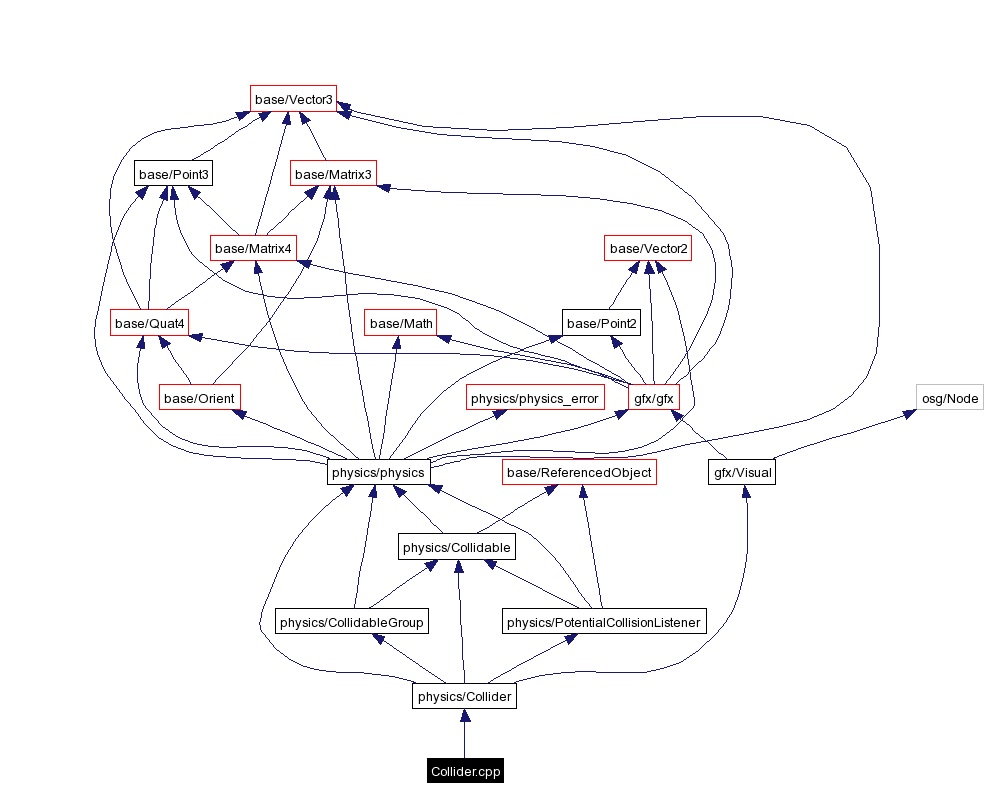 base/Vector3
base/Point3
base/Matrix3
base/Matrix4
base/Vector2
base/Quat4
base/Math
base/Point2
base/Orient
physics/physics_error
gfx/gfx
osg/Node
physics/physics
base/ReferencedObject
gfx/Visual
physics/Collidable
physics/CollidableGroup
physics/PotentialCollisionListener
physics/Collider
Collider.cpp